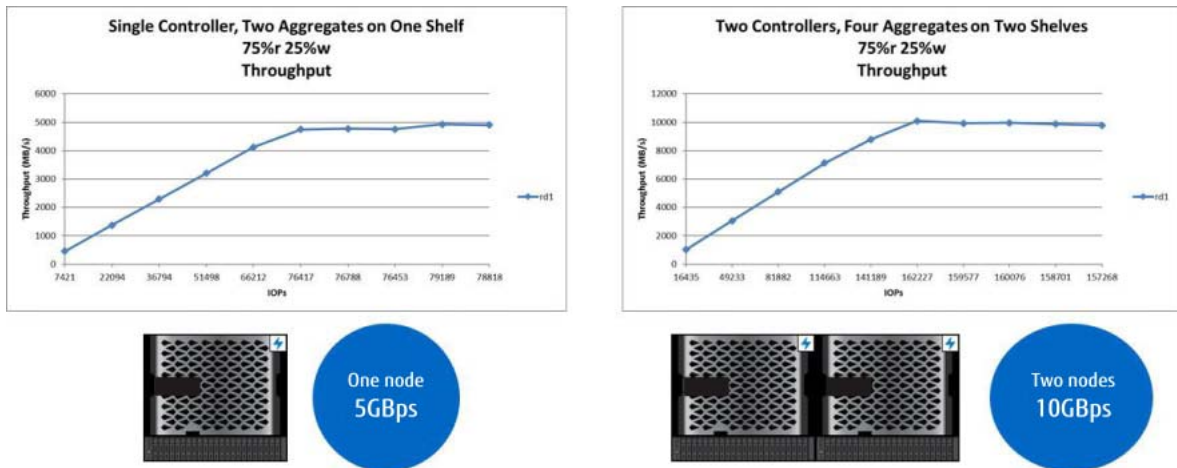 Single Controller, Two Aggregates on One Shelf
75%r 25%w
Throughput
Throughput (MB/s)
6000
5000
4000
3000
2000
1000
0
7421 22094 36794 51498 66212 76417 76788 76453 79189 78818
IOPs
rd1
Two Controllers, Four Aggregates on Two Shelves
75%r 25%w
Throughput
Throughput (MB/s)
12000
10000
8000
6000
4000
2000
0
16435 49233 81882 114663 141189 162227 159577 160076 158701 157268
IOPs
rd1
One node
5GBps
Two nodes
10GBps